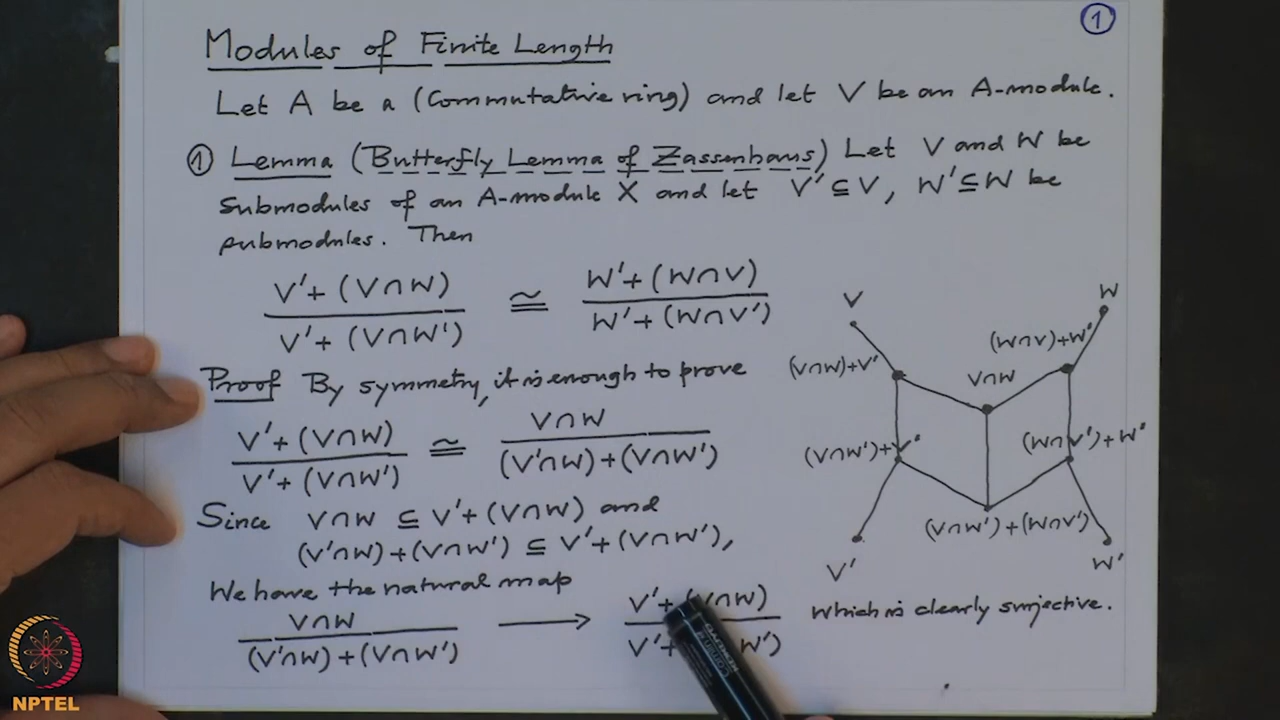 ①
Modules of Finite Length
Let A be a (Commutative ring) and let V be an A-module.
① Lemma (Butterfly Lemma of Zassenhaus) Let V and W be
submodules of an A-module X and let V' ⊆ V, W' ⊆ W be
submodules. Then
V' + (V∩W) / V' + (V∩W') ≅ W' + (W∩V) / W' + (W∩V')
Proof By symmetry, it is enough to prove
V' + (V∩W) / V' + (V∩W') ≅ V∩W / (V'∩W) + (V∩W')
Since V∩W ⊆ V' + (V∩W) and
(V'∩W) + (V∩W') ⊆ V' + (V∩W'),
We have the natural map
V∩W / (V'∩W) + (V∩W') → V' + (V∩W) / V' + W') which is clearly surjective.
V
W
(W∩V)+W'
(V∩W)+V'
V∩W
(V∩W')+V'
(W∩V')+W'
(V∩W')+(W∩V')
V'
W'
NPTEL